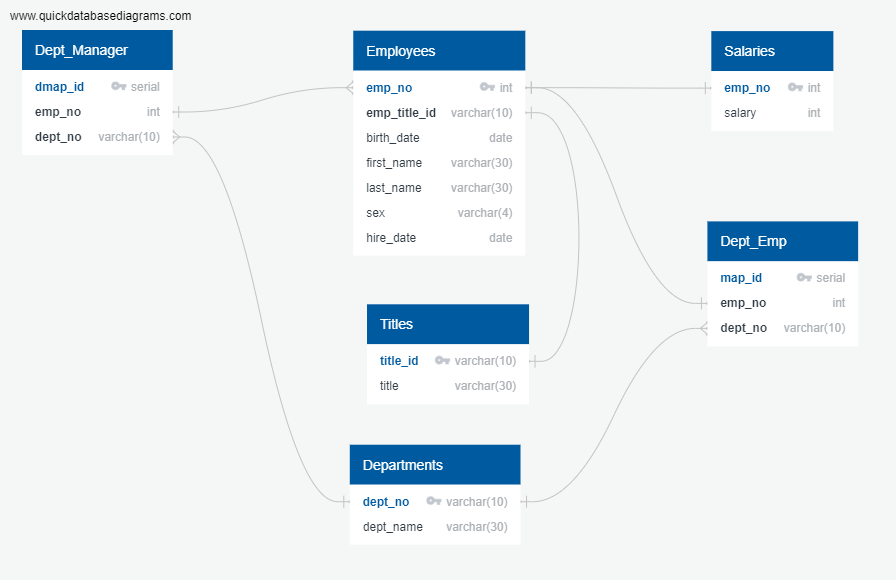 www.quickdatabasediagrams.com
Dept_Manager
dmap_id serial
emp_no int
dept_no varchar(10)
Employees
emp_no int
emp_title_id varchar(10)
birth_date date
first_name varchar(30)
last_name varchar(30)
sex varchar(4)
hire_date date
Salaries
emp_no int
salary int
Dept_Emp
map_id serial
emp_no int
dept_no varchar(10)
Titles
title_id varchar(10)
title varchar(30)
Departments
dept_no varchar(10)
dept_name varchar(30)